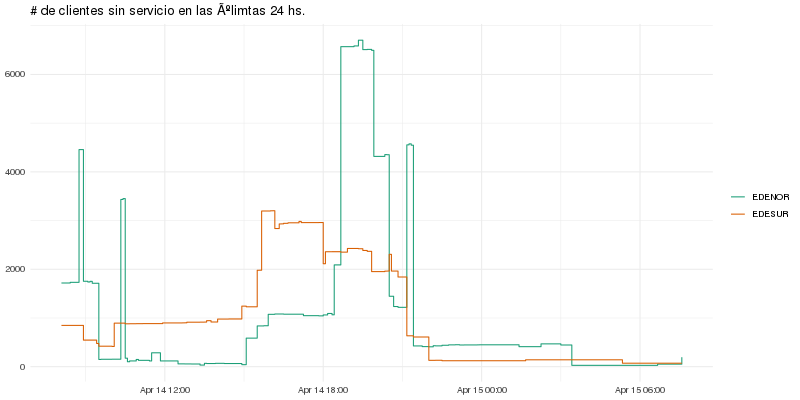 # de clientes sin servicio en las Ãºlimtas 24 hs.
6000
4000
2000
0
Apr 14 12:00
Apr 14 18:00
Apr 15 00:00
Apr 15 06:00
EDENOR
EDESUR